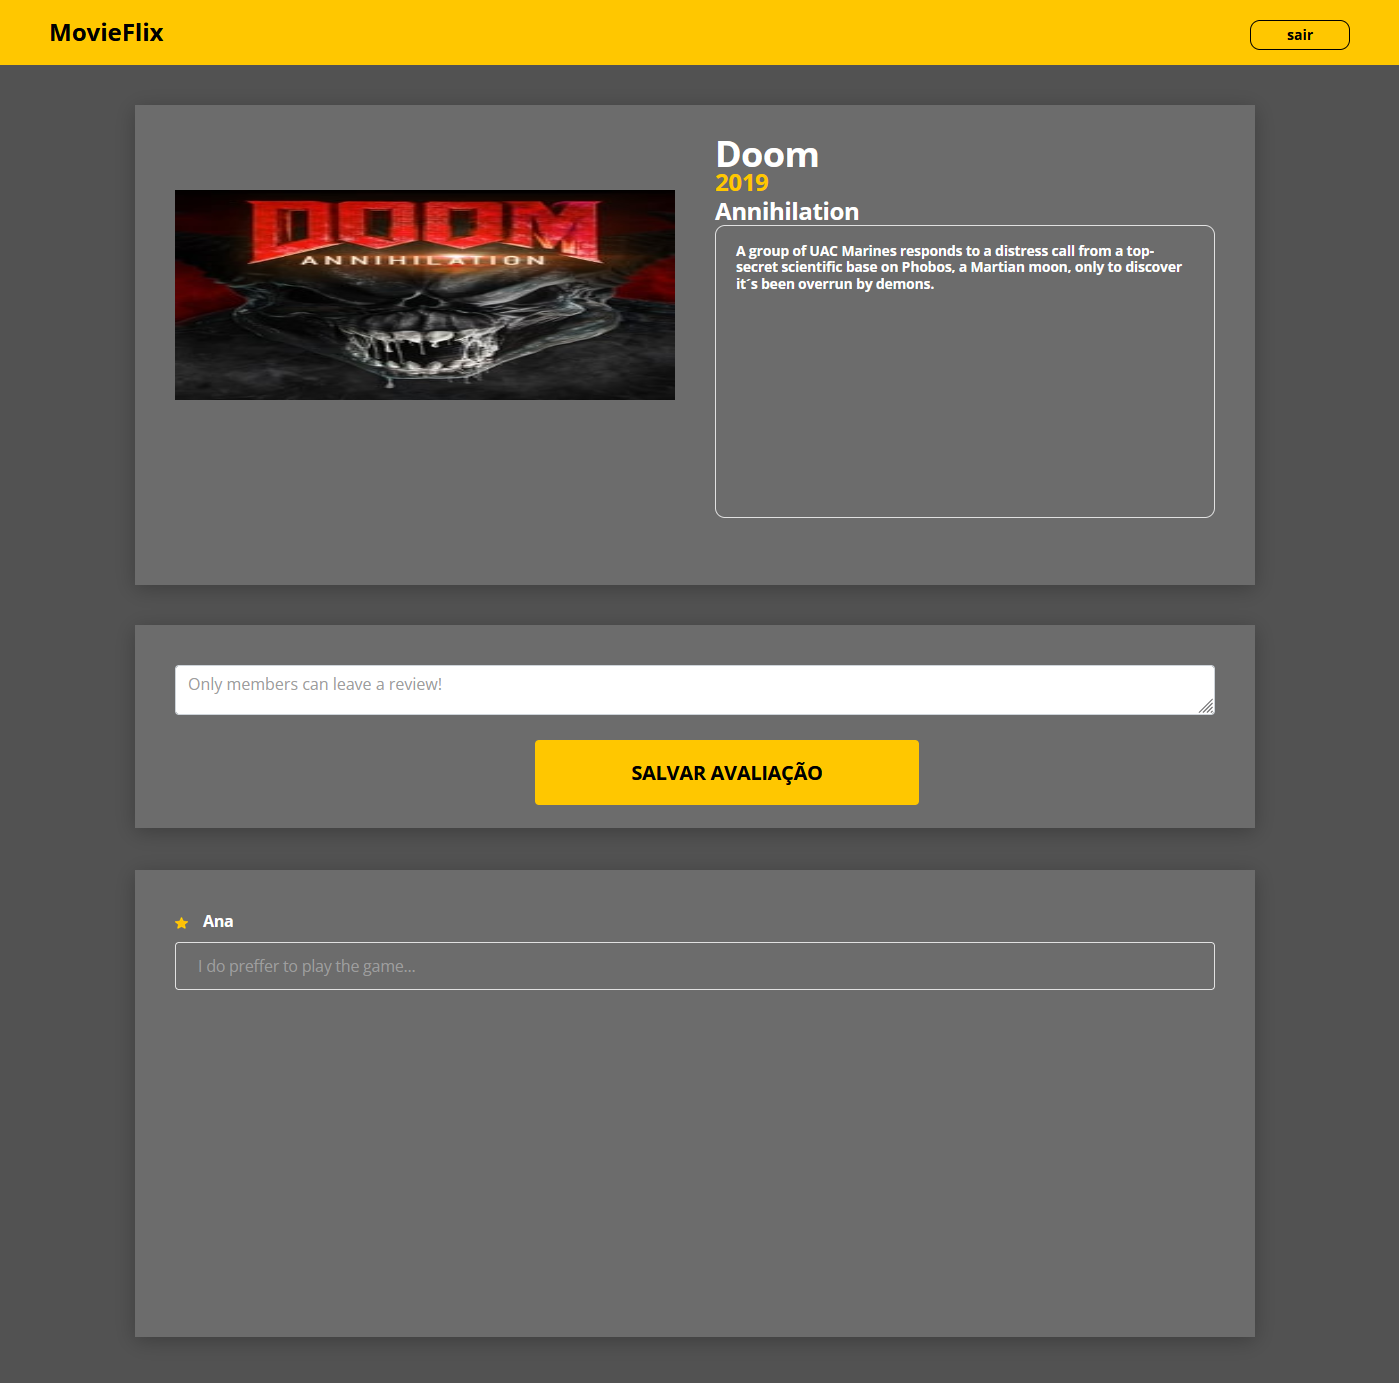 MovieFlix
sair
DOOM
ANNIHILATION
Doom
2019
Annihilation
A group of UAC Marines responds to a distress call from a top-
secret scientific base on Phobos, a Martian moon, only to discover
it´s been overrun by demons.
Only members can leave a review!
SALVAR AVALIAÇÃO
Ana
I do preffer to play the game...